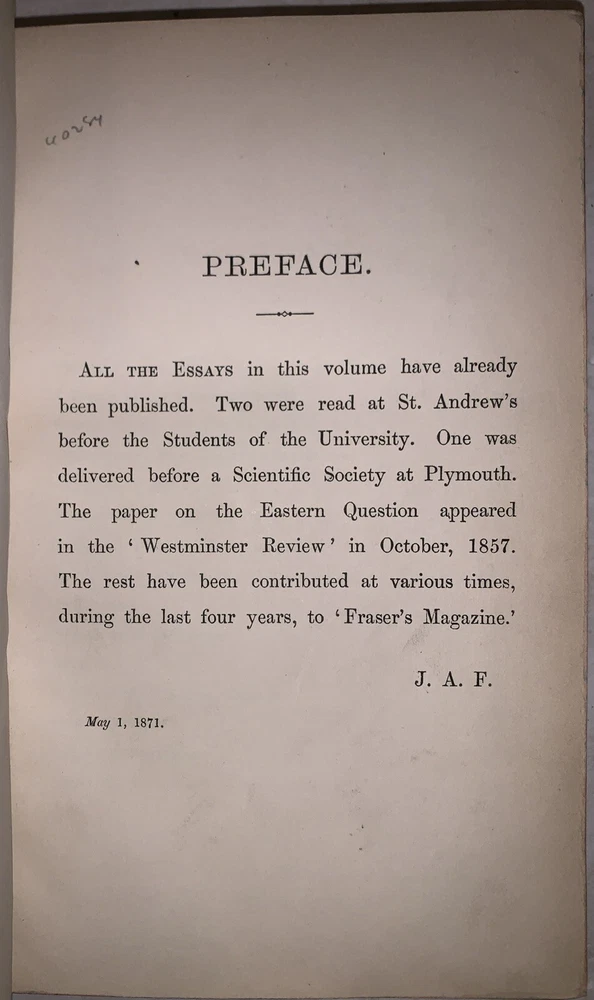 PREFACE.
ALL THE ESSAYS in this volume have already
been published. Two were read at St. Andrew's
before the Students of the University. One was
delivered before a Scientific Society at Plymouth.
The paper on the Eastern Question appeared
in the ‘Westminster Review’ in October, 1857.
The rest have been contributed at various times,
during the last four years, to ‘Fraser's Magazine.’
J. A. F.
May 1, 1871.